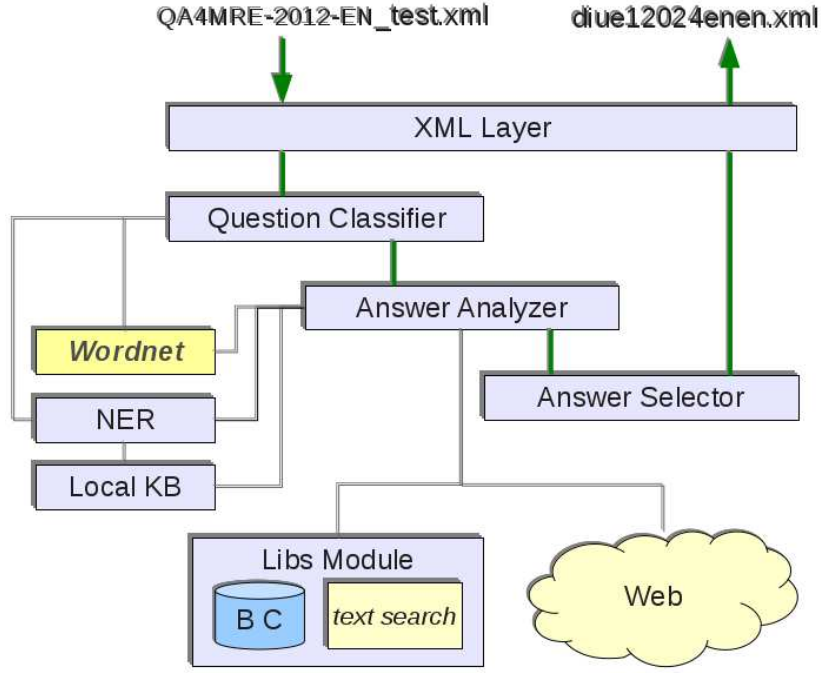 QA4MRE-2012-EN_test.xml
diue12024enen.xml
XML Layer
Question Classifier
Answer Analyzer
Wordnet
Answer Selector
NER
Local KB
Libs Module
B C
text search
Web